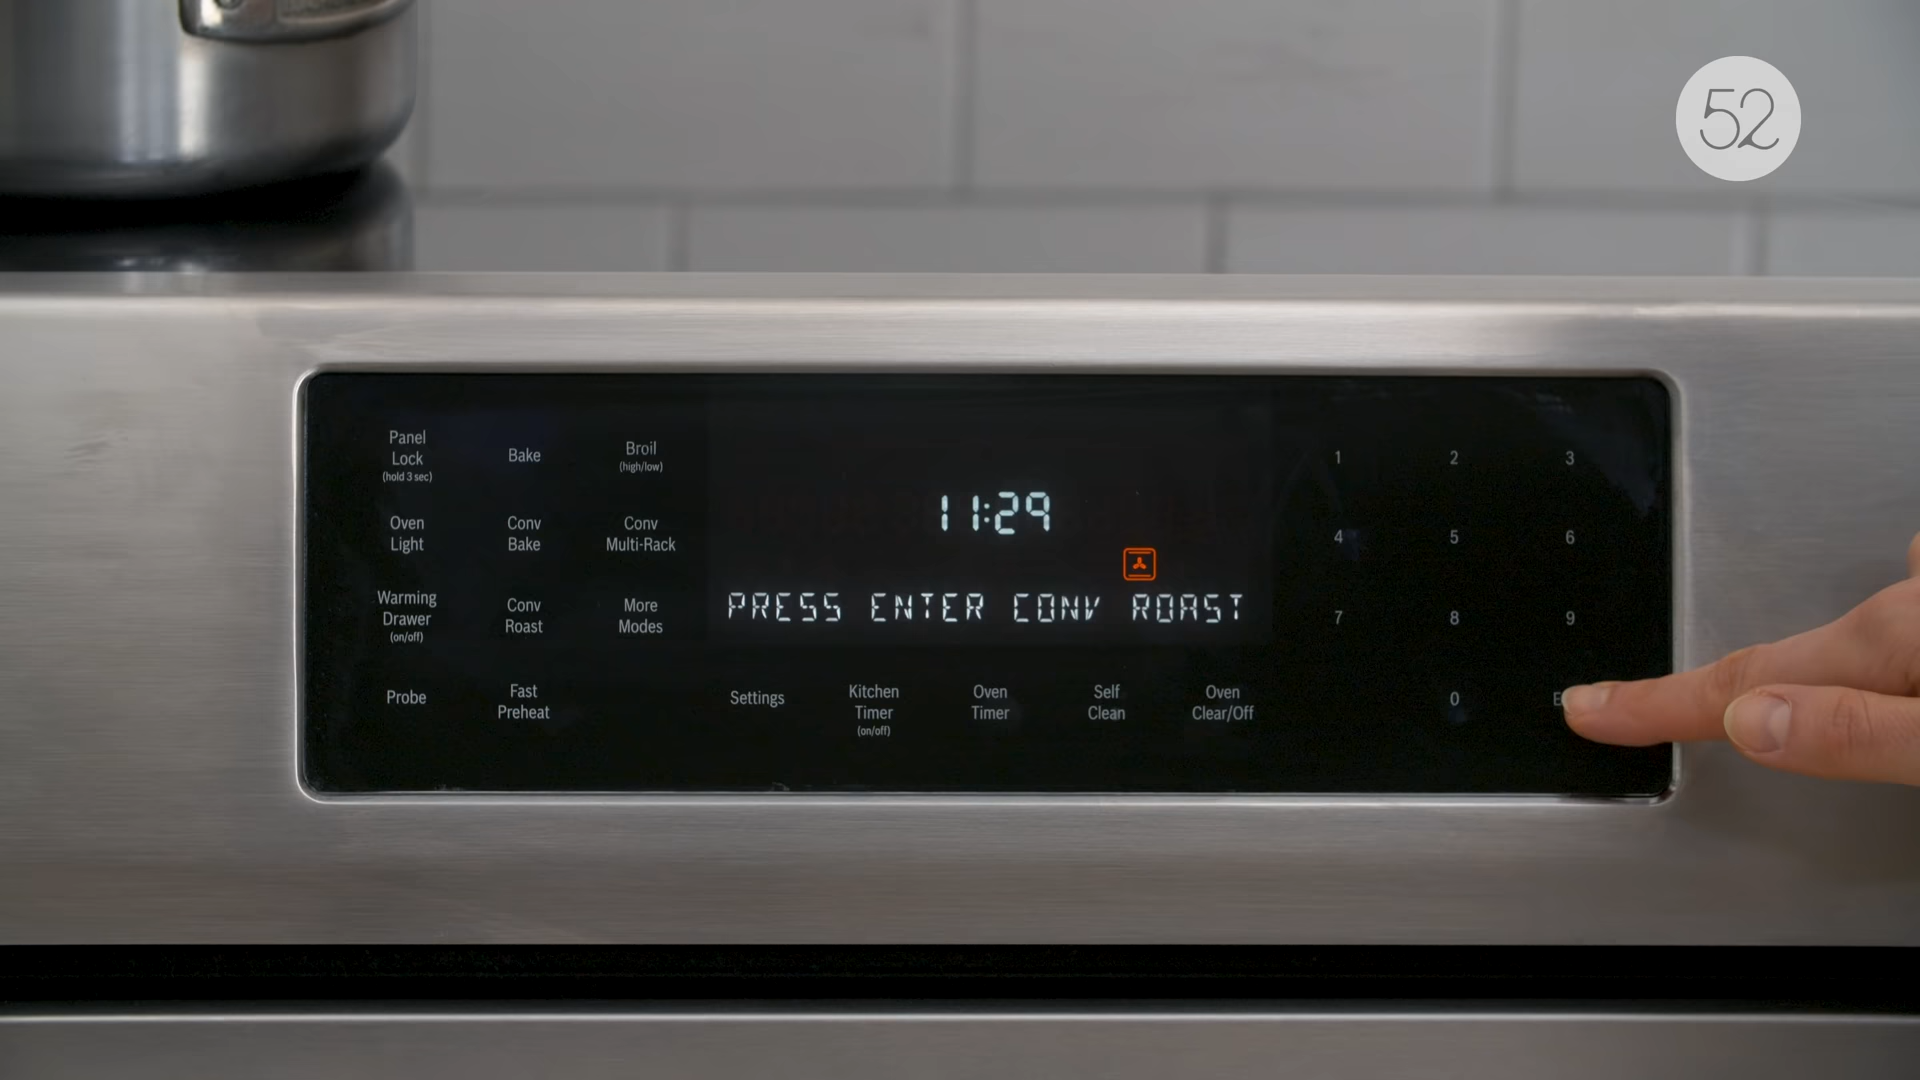 52
Panel
Lock
(hold 3 sec)
Bake
Broil
(high/low)
11:29
1
2
3
Oven
Light
Conv
Bake
Conv
Multi-Rack
4
5
6
Warming
Drawer
(on/off)
Conv
Roast
More
Modes
PRESS ENTER CONV ROAST
7
8
9
Probe
Fast
Preheat
Settings
Kitchen
Timer
(on/off)
Oven
Timer
Self
Clean
Oven
Clear/Off
0